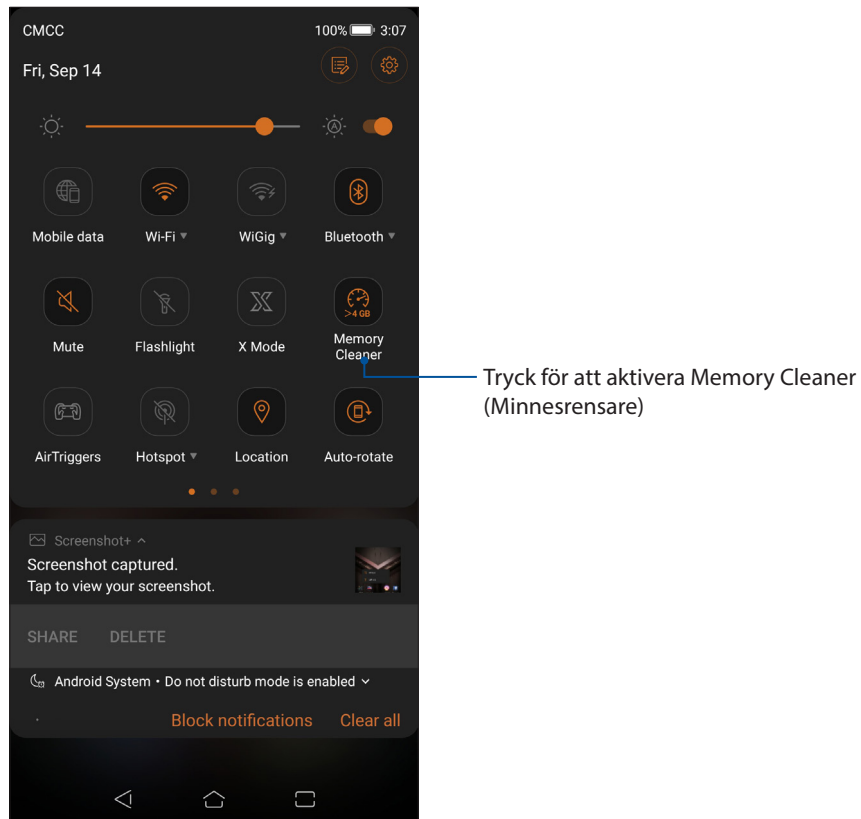 CMCC 100% 3:07
Fri, Sep 14
A
Mobile data Wi-Fi WiGig Bluetooth
>4 GB
Mute Flashlight X Mode Memory Cleaner
Tryck för att aktivera Memory Cleaner
(Minnesrensare)
AirTriggers Hotspot Location Auto-rotate
Screenshot+
Screenshot captured.
Tap to view your screenshot.
SHARE DELETE
Android System • Do not disturb mode is enabled
Block notifications Clear all